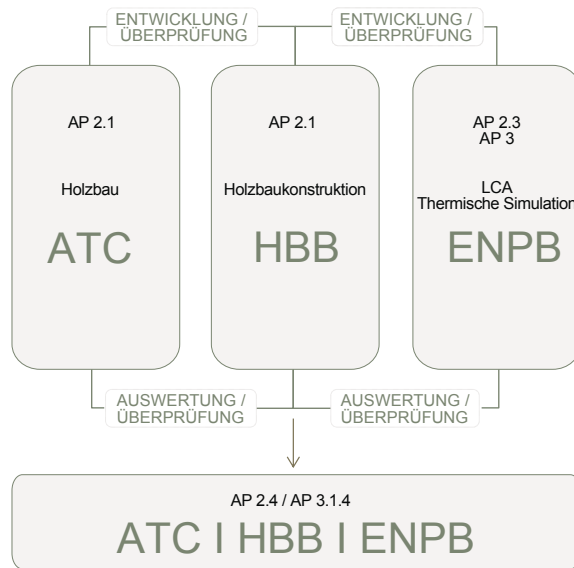 ENTWICKLUNG /
ÜBERPRÜFUNG
ENTWICKLUNG /
ÜBERPRÜFUNG
AP 2.1
Holzbau
ATC
AP 2.1
Holzbaukonstruktion
HBB
AP 2.3
AP 3
LCA
Thermische Simulation
ENPB
AUSWERTUNG /
ÜBERPRÜFUNG
AUSWERTUNG /
ÜBERPRÜFUNG
AP 2.4 / AP 3.1.4
ATC I HBB I ENPB